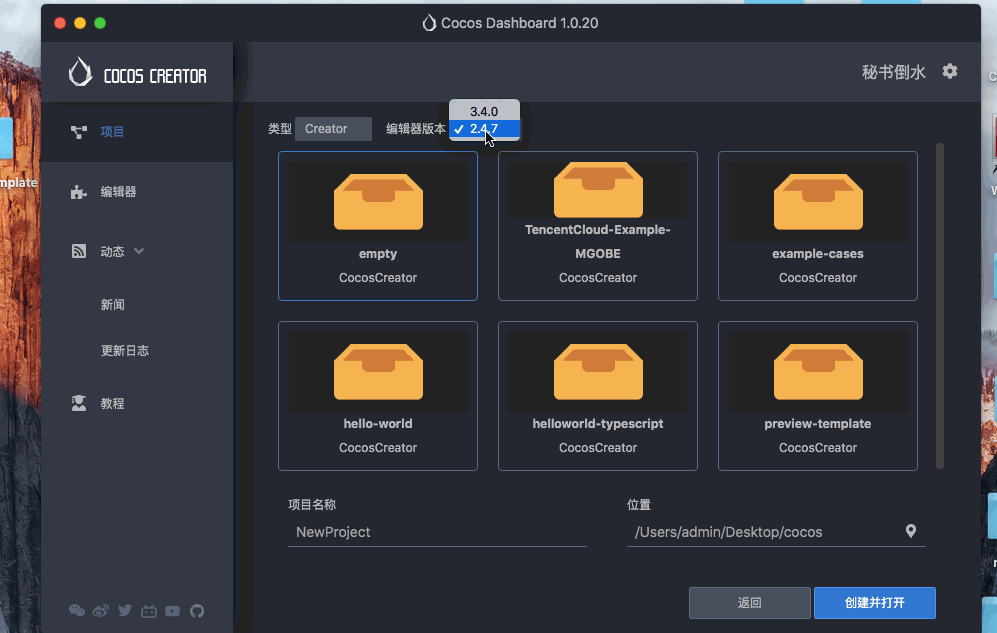 Cocos Dashboard 1.0.20
COCOS CREATOR
秘书倒水
项目
编辑器
动态
新闻
更新日志
教程
类型
Creator
编辑器版本
3.4.0
✓ 2.4.7
empty
CocosCreator
TencentCloud-Example-
MGOBE
CocosCreator
example-cases
CocosCreator
hello-world
CocosCreator
helloworld-typescript
CocosCreator
preview-template
CocosCreator
项目名称
NewProject
位置
/Users/admin/Desktop/cocos
返回
创建并打开
mplate